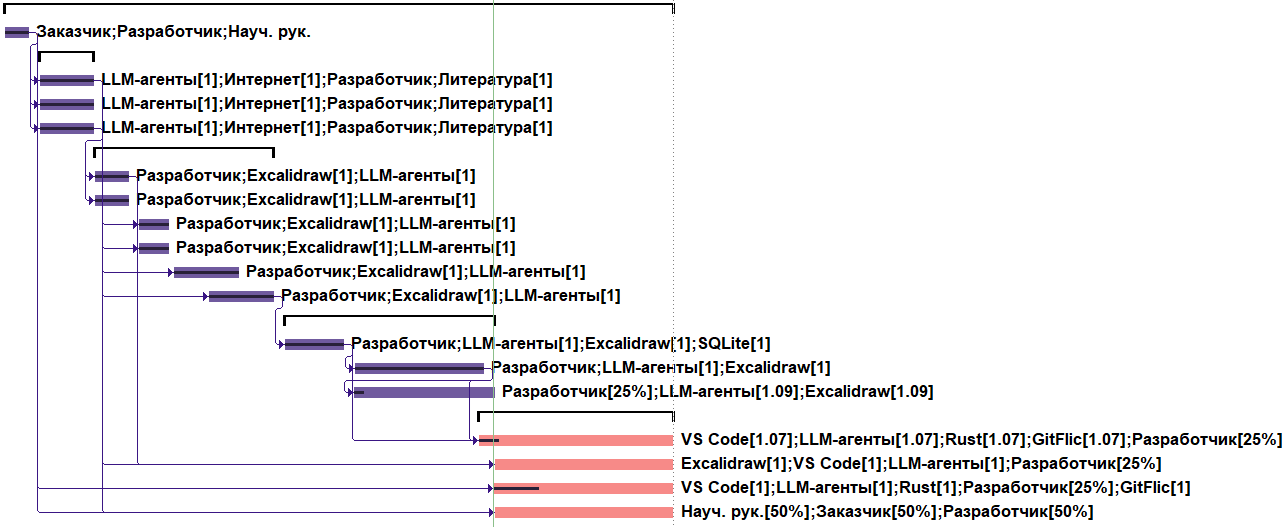 Заказчик;Разработчик;Науч. рук.
LLM-агенты[1];Интернет[1];Разработчик;Литература[1]
LLM-агенты[1];Интернет[1];Разработчик;Литература[1]
LLM-агенты[1];Интернет[1];Разработчик;Литература[1]
Разработчик;Excalidraw[1];LLM-агенты[1]
Разработчик;Excalidraw[1];LLM-агенты[1]
Разработчик;Excalidraw[1];LLM-агенты[1]
Разработчик;Excalidraw[1];LLM-агенты[1]
Разработчик;Excalidraw[1];LLM-агенты[1]
Разработчик;Excalidraw[1];LLM-агенты[1]
Разработчик;LLM-агенты[1];Excalidraw[1];SQLite[1]
Разработчик;LLM-агенты[1];Excalidraw[1]
Разработчик[25%];LLM-агенты[1.09];Excalidraw[1.09]
VS Code[1.07];LLM-агенты[1.07];Rust[1.07];GitFlic[1.07];Разработчик[25%]
Excalidraw[1];VS Code[1];LLM-агенты[1];Разработчик[25%]
VS Code[1];LLM-агенты[1];Rust[1];Разработчик[25%];GitFlic[1]
Науч. рук.[50%];Заказчик[50%];Разработчик[50%]